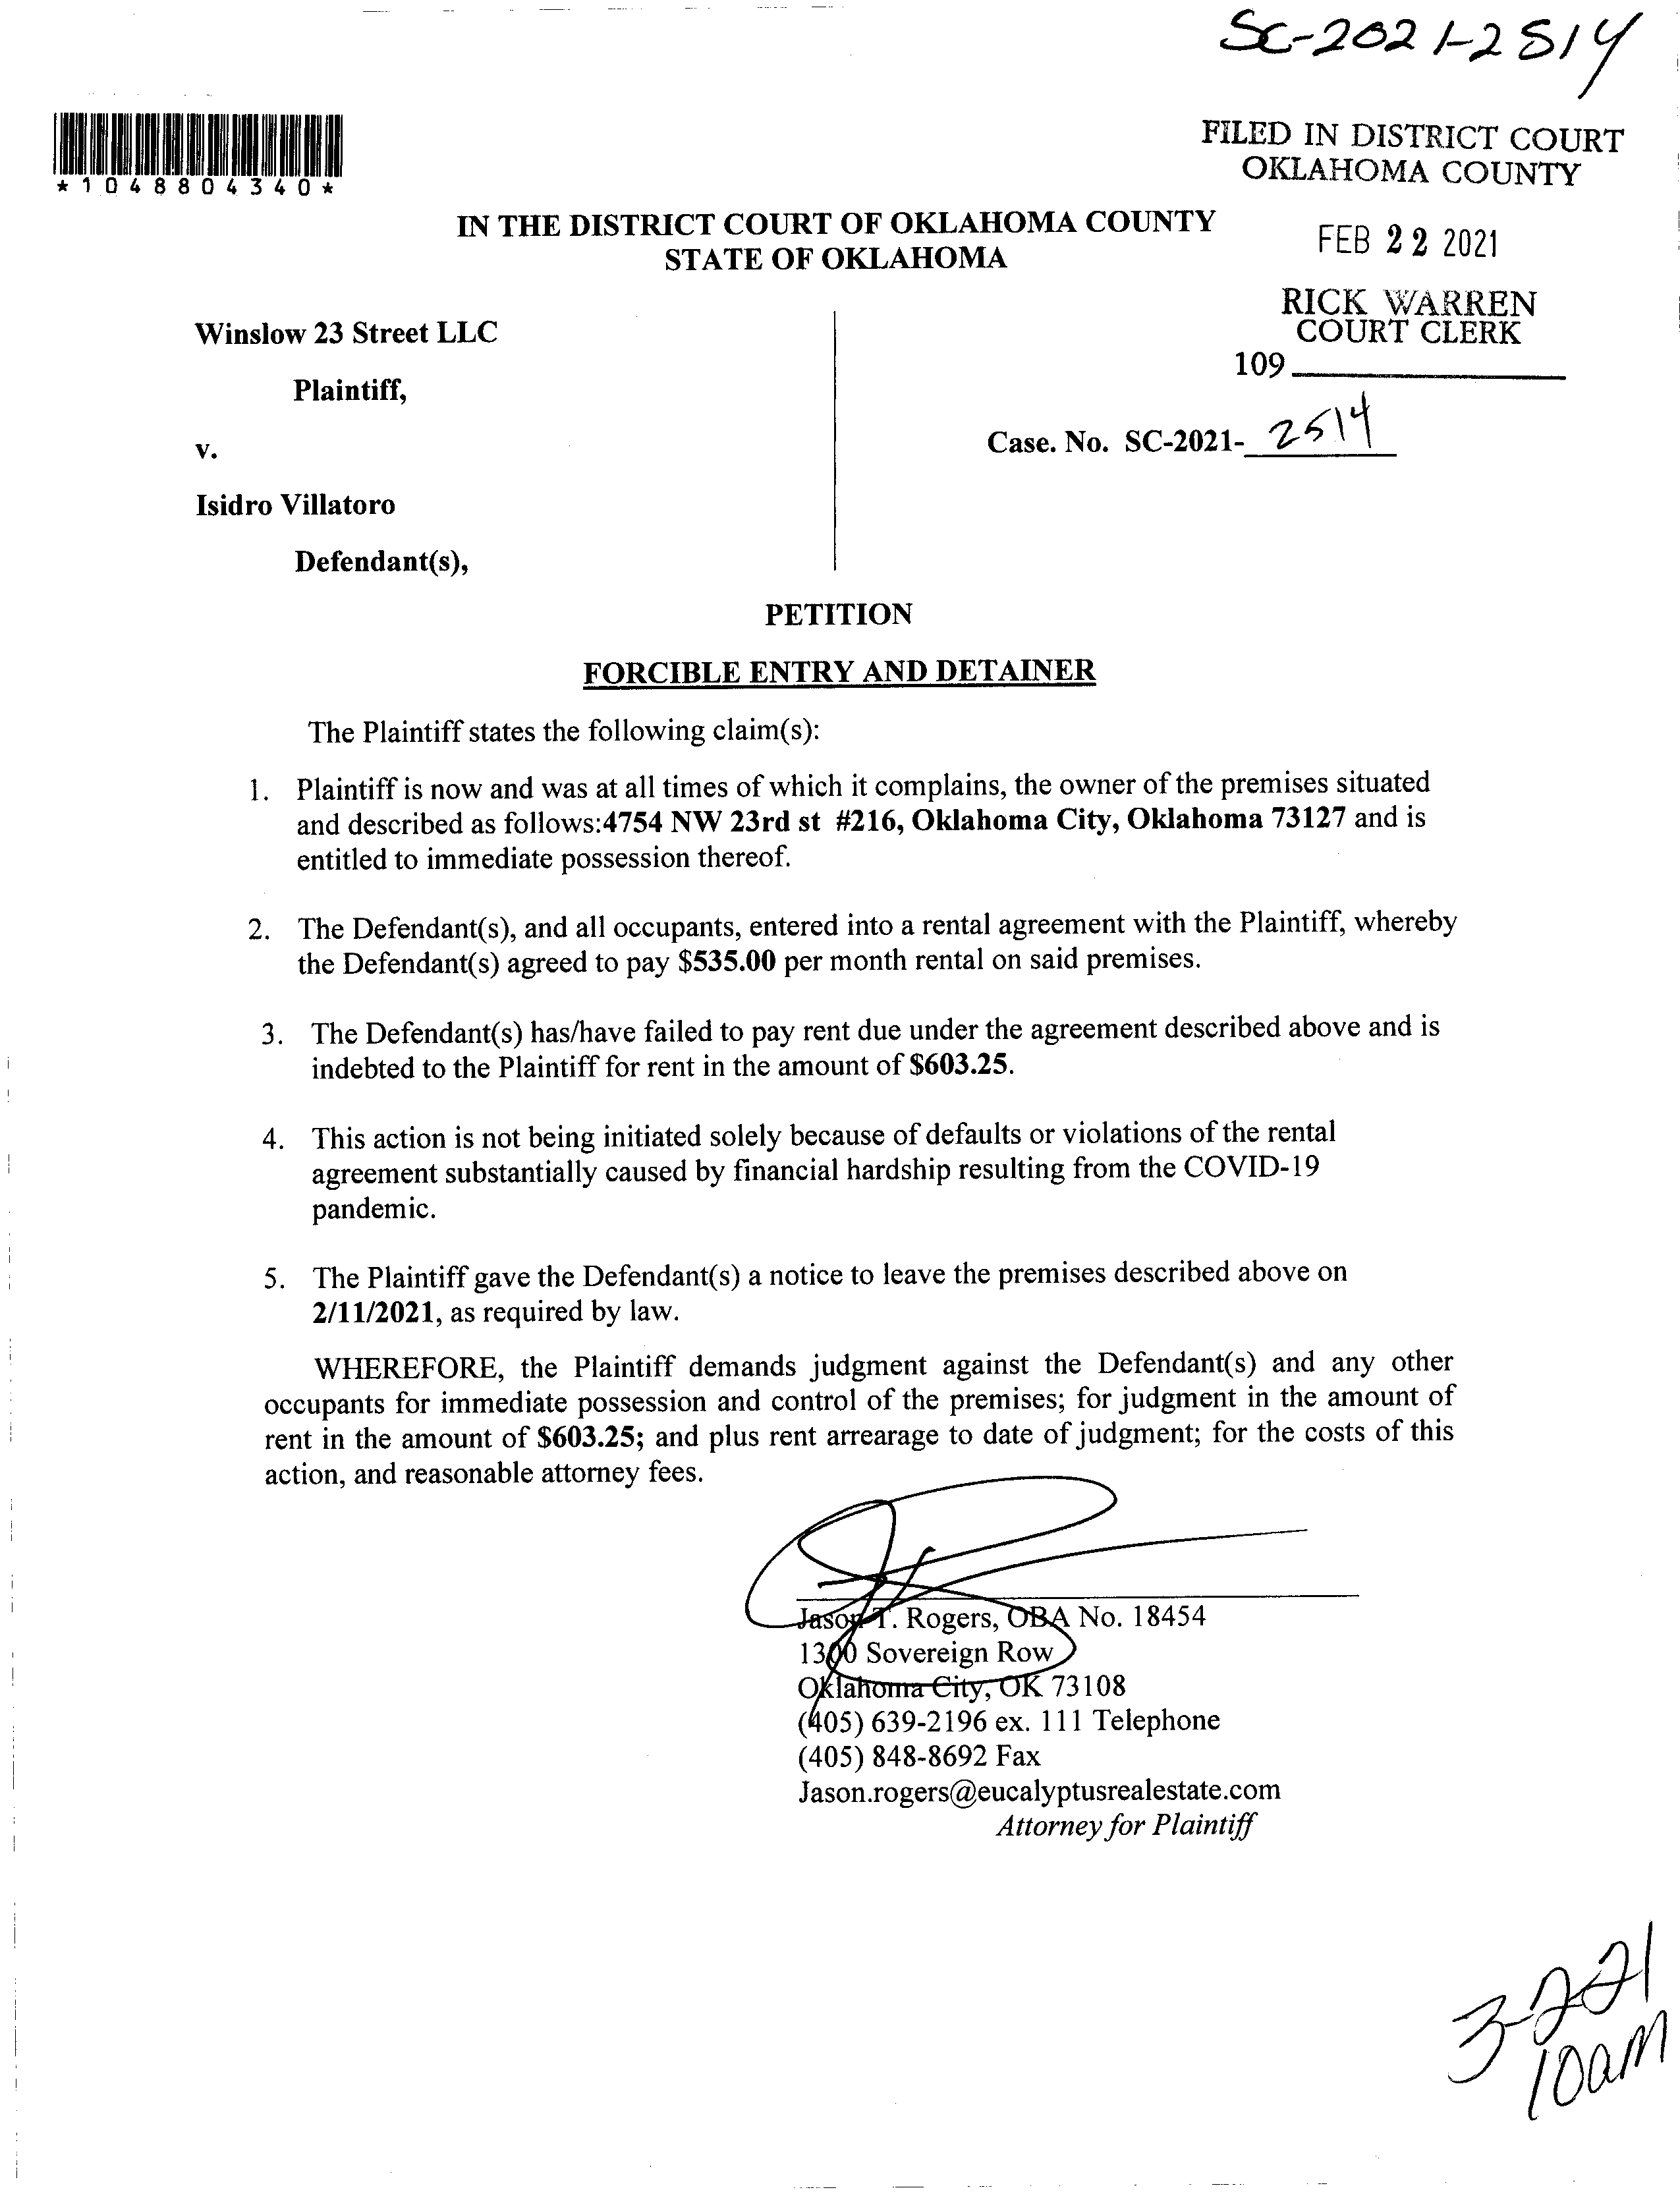 SC-2021-2514
*1048804340*
FILED IN DISTRICT COURT
OKLAHOMA COUNTY
IN THE DISTRICT COURT OF OKLAHOMA COUNTY
STATE OF OKLAHOMA
FEB 22 2021
RICK WARREN
COURT CLERK
109
Winslow 23 Street LLC
Plaintiff,
v.
Case. No. SC-2021- 2514
Isidro Villatoro
Defendant(s),
PETITION
FORCIBLE ENTRY AND DETAINER
The Plaintiff states the following claim(s):
1. Plaintiff is now and was at all times of which it complains, the owner of the premises situated
and described as follows:4754 NW 23rd st #216, Oklahoma City, Oklahoma 73127 and is
entitled to immediate possession thereof.
2. The Defendant(s), and all occupants, entered into a rental agreement with the Plaintiff, whereby
the Defendant(s) agreed to pay $535.00 per month rental on said premises.
3. The Defendant(s) has/have failed to pay rent due under the agreement described above and is
indebted to the Plaintiff for rent in the amount of $603.25.
4. This action is not being initiated solely because of defaults or violations of the rental
agreement substantially caused by financial hardship resulting from the COVID-19
pandemic.
5. The Plaintiff gave the Defendant(s) a notice to leave the premises described above on
2/11/2021, as required by law.
WHEREFORE, the Plaintiff demands judgment against the Defendant(s) and any other
occupants for immediate possession and control of the premises; for judgment in the amount of
rent in the amount of $603.25; and plus rent arrearage to date of judgment; for the costs of this
action, and reasonable attorney fees.
Jason T. Rogers, OBA No. 18454
1300 Sovereign Row
Oklahoma City, OK 73108
(405) 639-2196 ex. 111 Telephone
(405) 848-8692 Fax
Jason.rogers@eucalyptusrealestate.com
Attorney for Plaintiff
3-221
10am